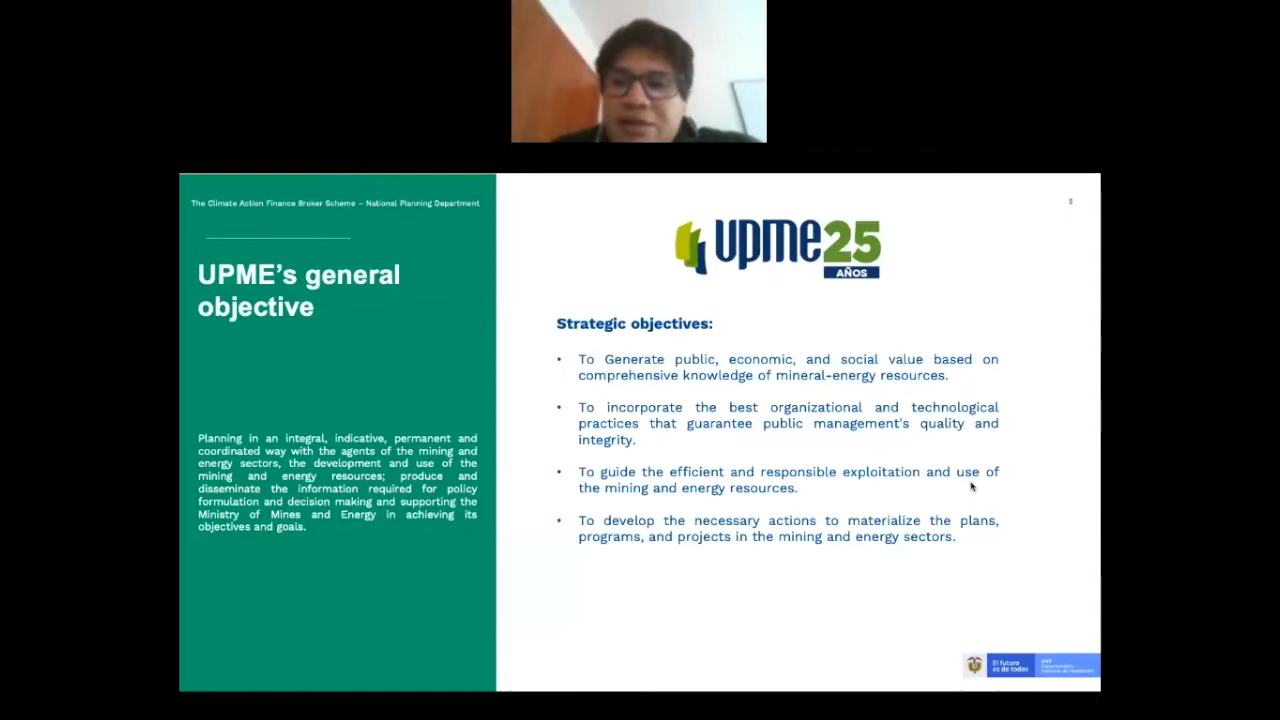 The Climate Action Finance Broker Scheme – National Planning Department
UPME's general
objective
Planning in an integral, indicative, permanent and
coordinated way with the agents of the mining and
energy sectors, the development and use of the
mining and energy resources; produce and
disseminate the information required for policy
formulation and decision making and supporting the
Ministry of Mines and Energy in achieving its
objectives and goals.
upme25
AÑOS
Strategic objectives:
• To Generate public, economic, and social value based on
comprehensive knowledge of mineral-energy resources.
• To incorporate the best organizational and technological
practices that guarantee public management's quality and
integrity.
• To guide the efficient and responsible exploitation and use of
the mining and energy resources.
• To develop the necessary actions to materialize the plans,
programs, and projects in the mining and energy sectors.
El futuro
es de todos
DNP
Departamento
Nacional de Planeación